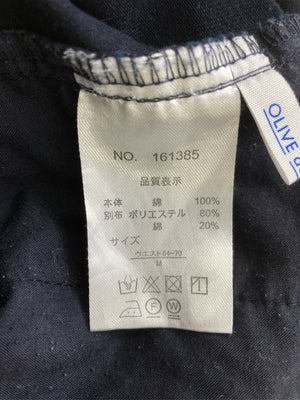 NO. 161385
品質表示
本体 綿 100%
別布 ポリエステル 80%
綿 20%
サイズ
ウエスト64~70
M
F W
OLIVE